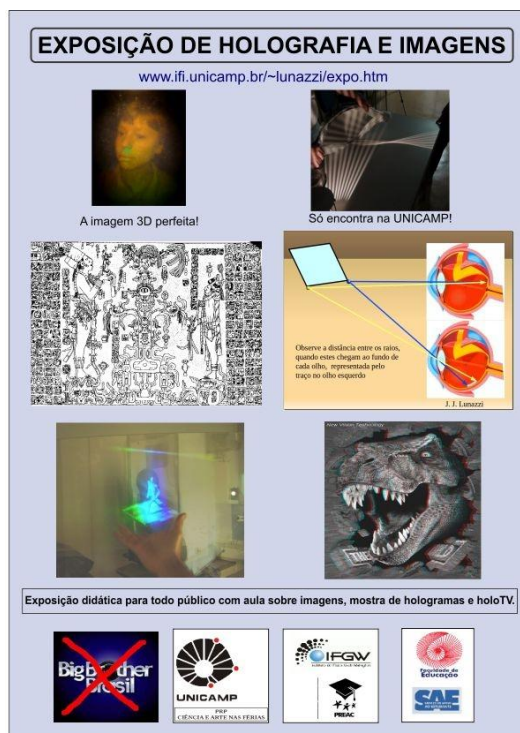 EXPOSIÇÃO DE HOLOGRAFIA E IMAGENS
www.ifi.unicamp.br/~lunazzi/expo.htm
A imagem 3D perfeita!
Só encontra na UNICAMP!
Observe a distância entre os raios,
quando estes chegam ao fundo de
cada olho, representada pelo
traço no olho esquerdo
J. J. Lunazzi
New Vision Technology
Exposição didática para todo público com aula sobre imagens, mostra de hologramas e holoTV.
Big Brother
Brasil
UNICAMP
PRP
CIÊNCIA E ARTE NAS FÉRIAS
IFGW
PREAC
Faculdade de
Educação
SAE